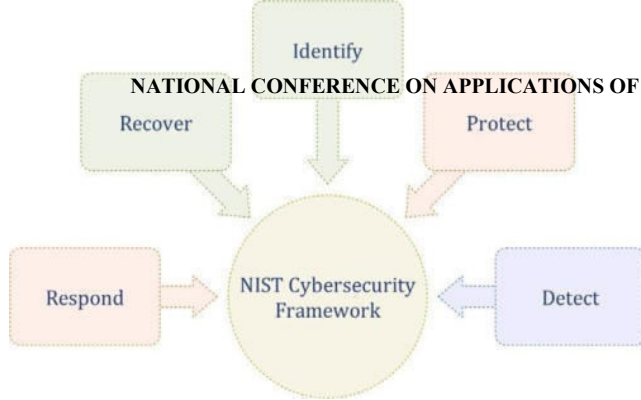 Identify
NATIONAL CONFERENCE ON APPLICATIONS OF
Recover
Protect
Respond
NIST Cybersecurity
Framework
Detect